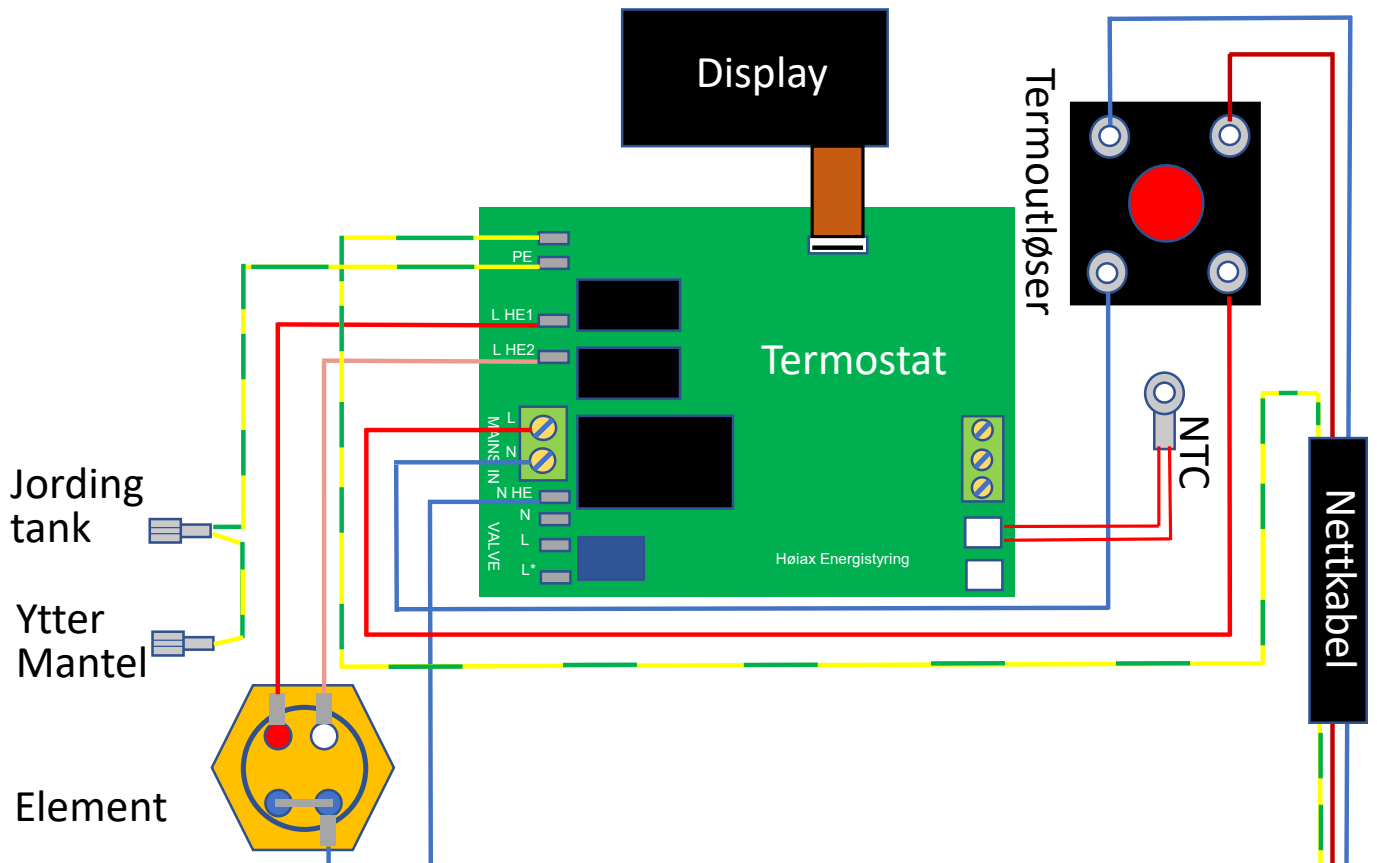 Display
Termoutløser
PE
L HE1
L HE2
Termostat
L
MAINS IN
N
N HE
N
VALVE
L
L*
NTC
Høiax Energistyring
Nettkabel
Jording
tank
Ytter
Mantel
Element